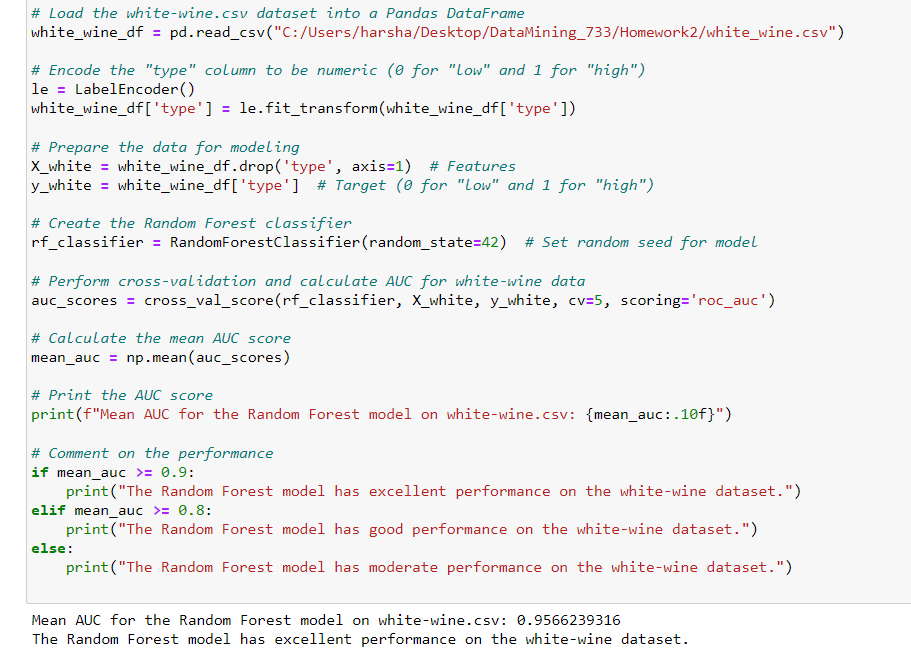 # Load the white-wine.csv dataset into a Pandas DataFrame
white_wine_df = pd.read_csv("C:/Users/harsha/Desktop/DataMining_733/Homework2/white_wine.csv")
# Encode the "type" column to be numeric (0 for "low" and 1 for "high")
le = LabelEncoder()
white_wine_df['type'] = le.fit_transform(white_wine_df['type'])
# Prepare the data for modeling
X_white = white_wine_df.drop('type', axis=1)  # Features
y_white = white_wine_df['type']  # Target (0 for "low" and 1 for "high")
# Create the Random Forest classifier
rf_classifier = RandomForestClassifier(random_state=42)  # Set random seed for model
# Perform cross-validation and calculate AUC for white-wine data
auc_scores = cross_val_score(rf_classifier, X_white, y_white, cv=5, scoring='roc_auc')
# Calculate the mean AUC score
mean_auc = np.mean(auc_scores)
# Print the AUC score
print(f"Mean AUC for the Random Forest model on white-wine.csv: {mean_auc:.10f}")
# Comment on the performance
if mean_auc >= 0.9:
    print("The Random Forest model has excellent performance on the white-wine dataset.")
elif mean_auc >= 0.8:
    print("The Random Forest model has good performance on the white-wine dataset.")
else:
    print("The Random Forest model has moderate performance on the white-wine dataset.")
Mean AUC for the Random Forest model on white-wine.csv: 0.9566239316
The Random Forest model has excellent performance on the white-wine dataset.